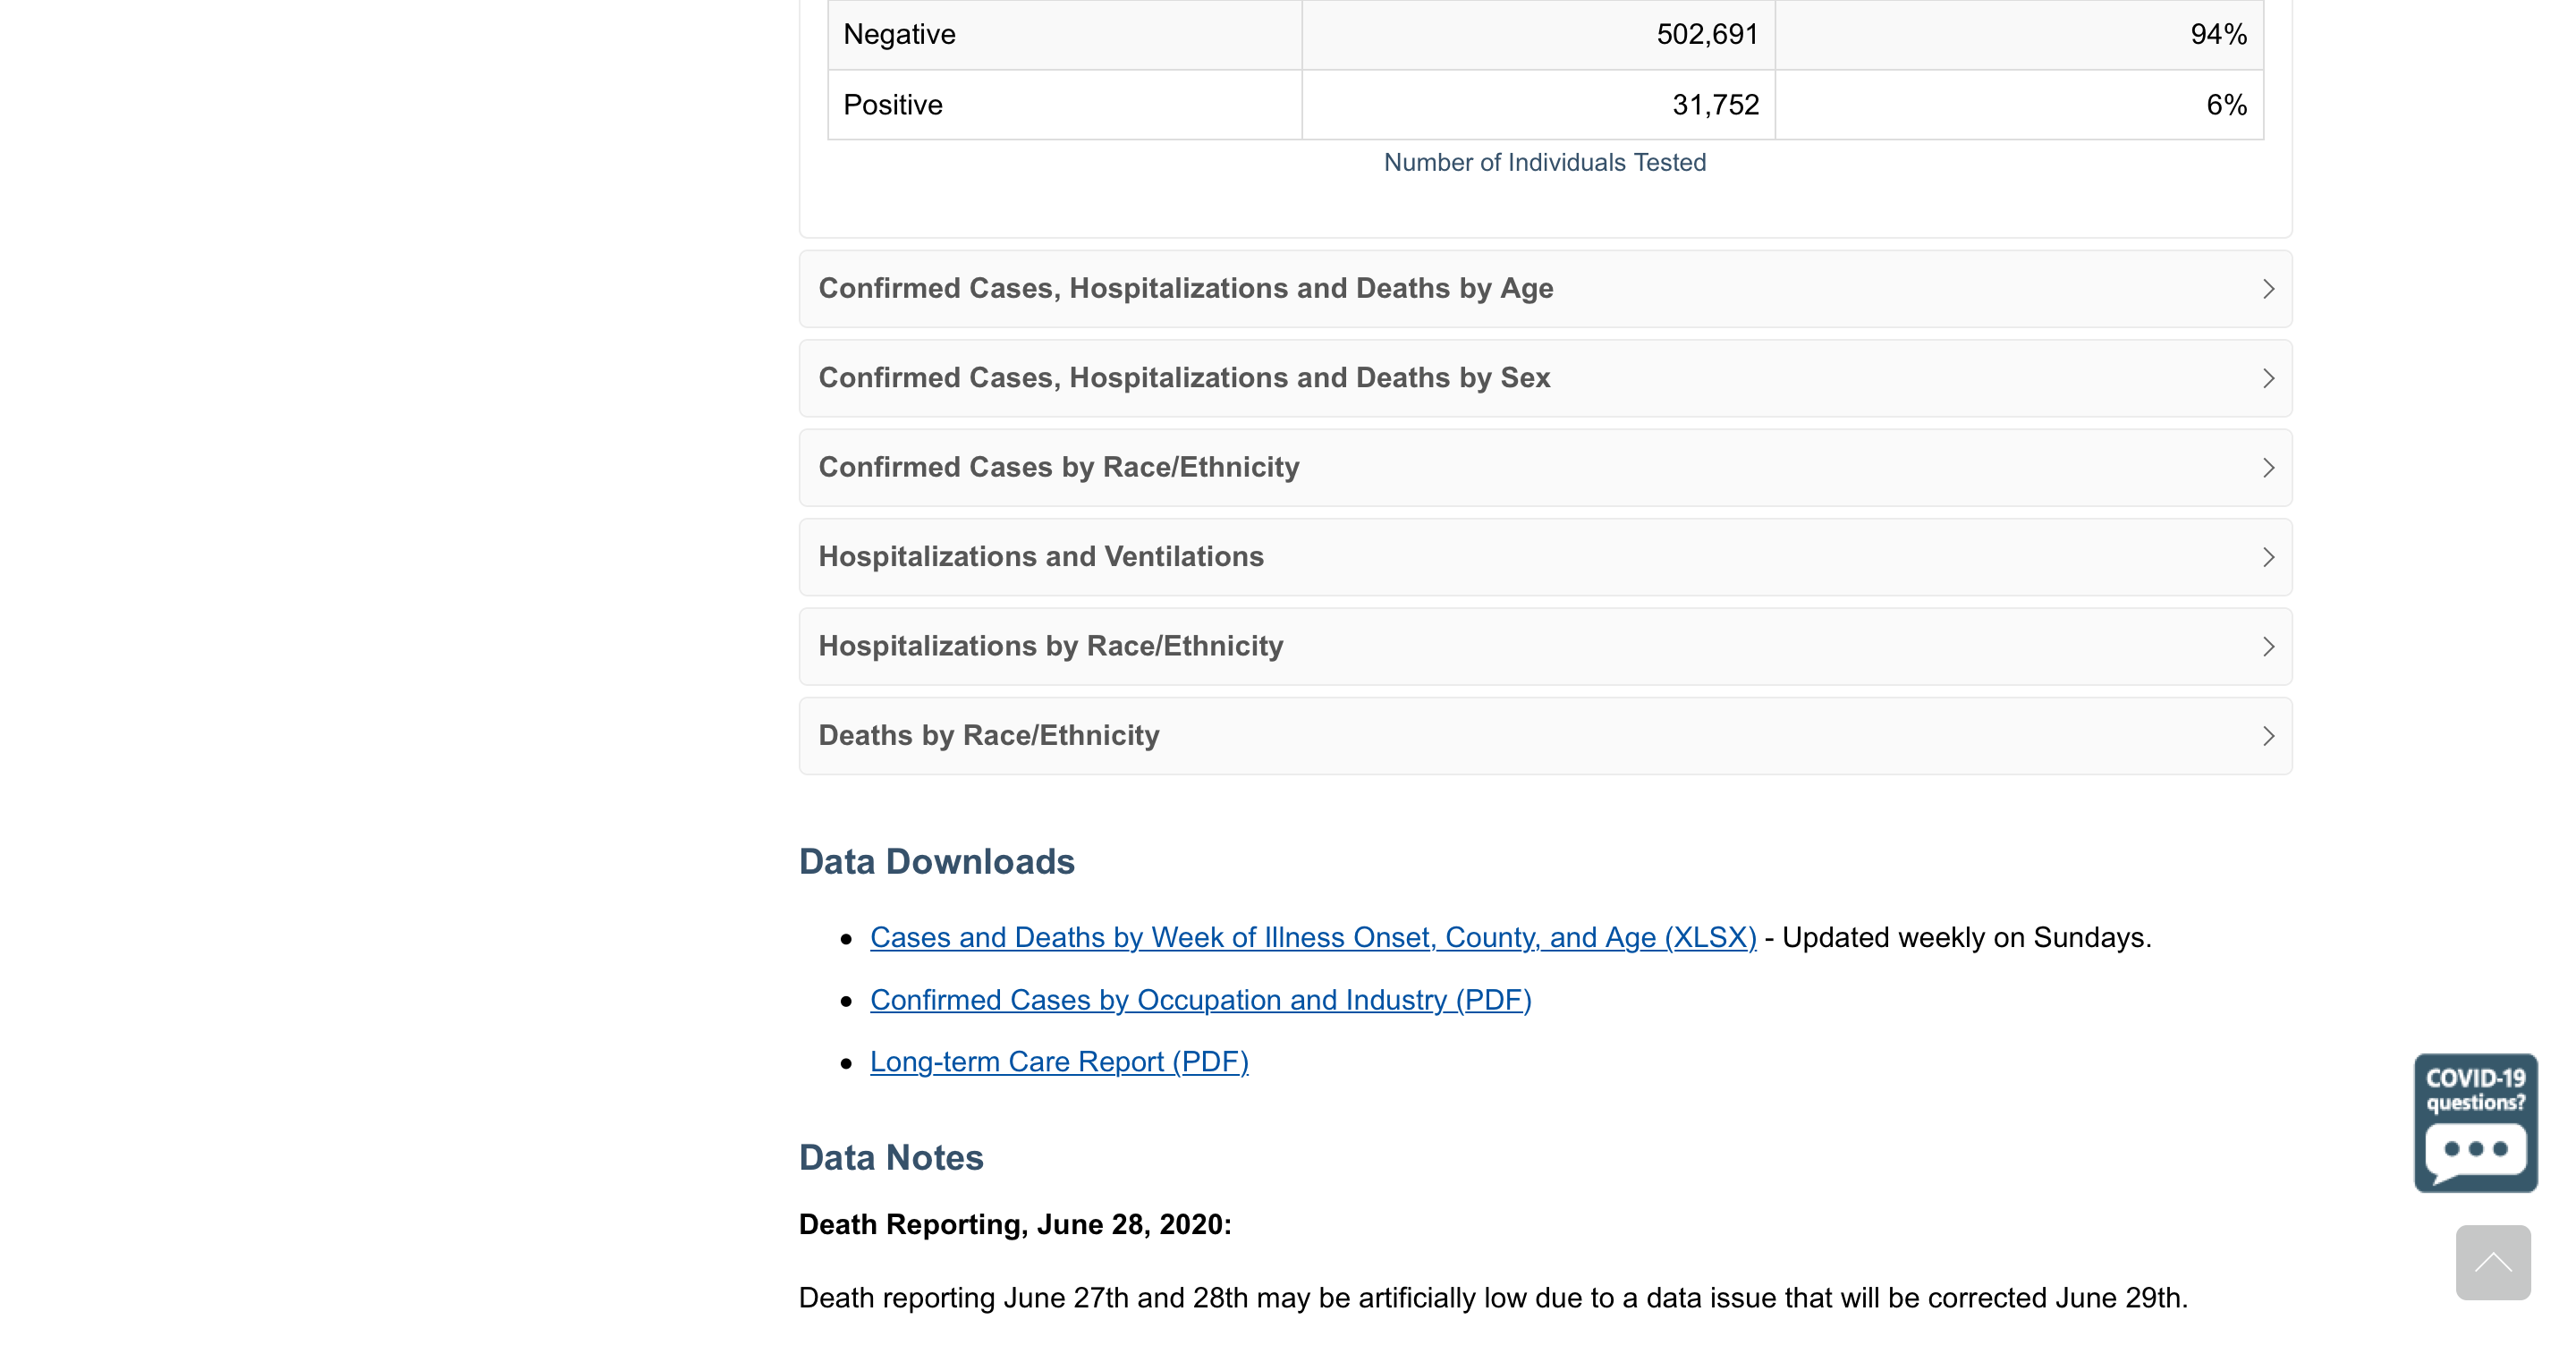 Negative 502,691 94%
Positive 31,752 6%
Number of Individuals Tested
Confirmed Cases, Hospitalizations and Deaths by Age
Confirmed Cases, Hospitalizations and Deaths by Sex
Confirmed Cases by Race/Ethnicity
Hospitalizations and Ventilations
Hospitalizations by Race/Ethnicity
Deaths by Race/Ethnicity
Data Downloads
Cases and Deaths by Week of Illness Onset, County, and Age (XLSX) - Updated weekly on Sundays.
Confirmed Cases by Occupation and Industry (PDF)
Long-term Care Report (PDF)
COVID-19
questions?
Data Notes
Death Reporting, June 28, 2020:
Death reporting June 27th and 28th may be artificially low due to a data issue that will be corrected June 29th.